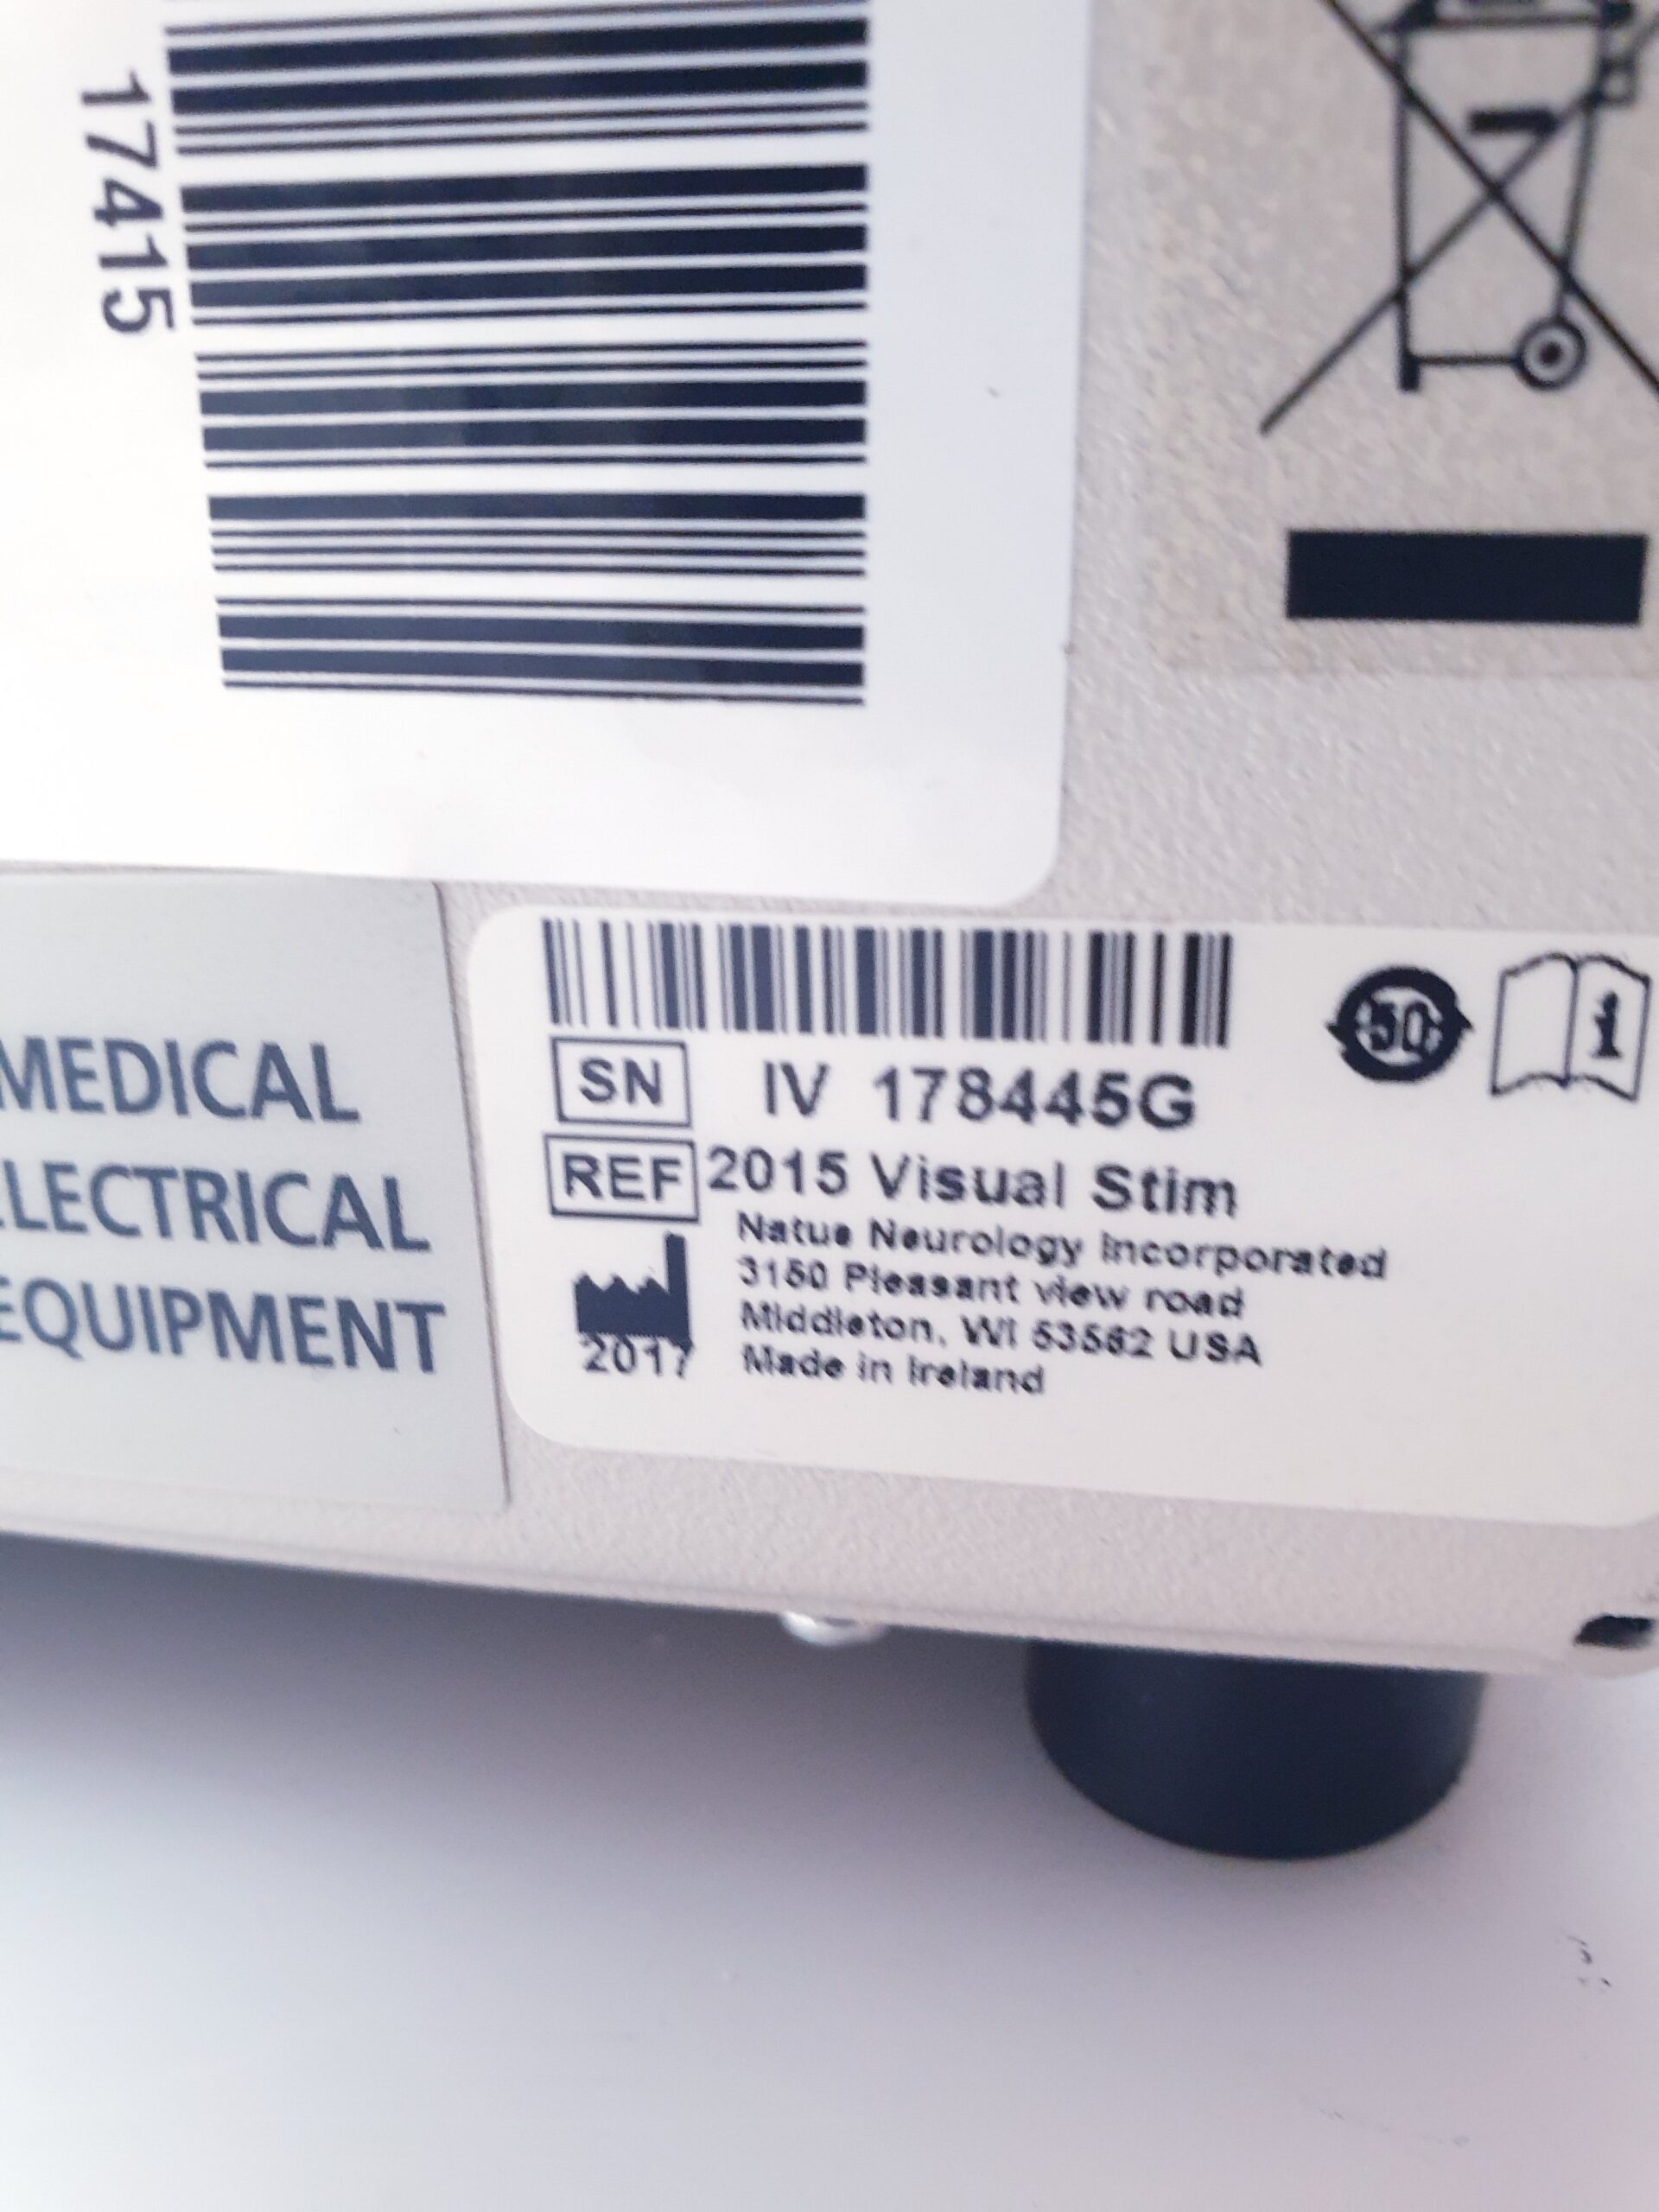 17415
MEDICAL
ELECTRICAL
EQUIPMENT
SN IV 178445G
REF 2015 Visual Stim
Natus Neurology Incorporated
3150 Pleasant view road
Middleton, WI 53562 USA
2017 Made in Ireland
50